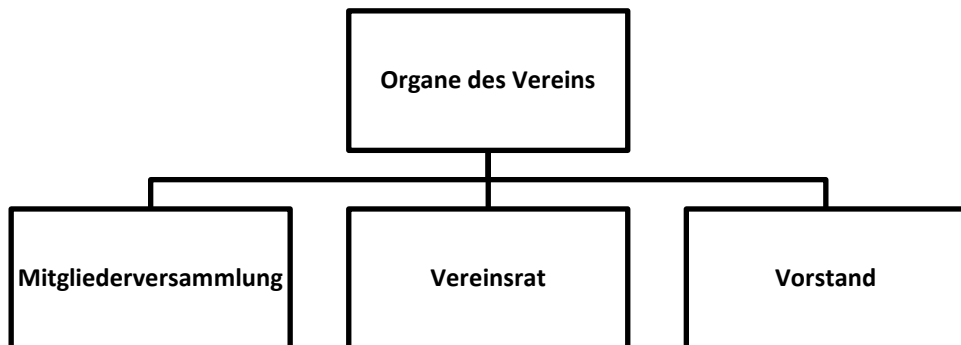 Organe des Vereins
Mitgliederversammlung
Vereinsrat
Vorstand